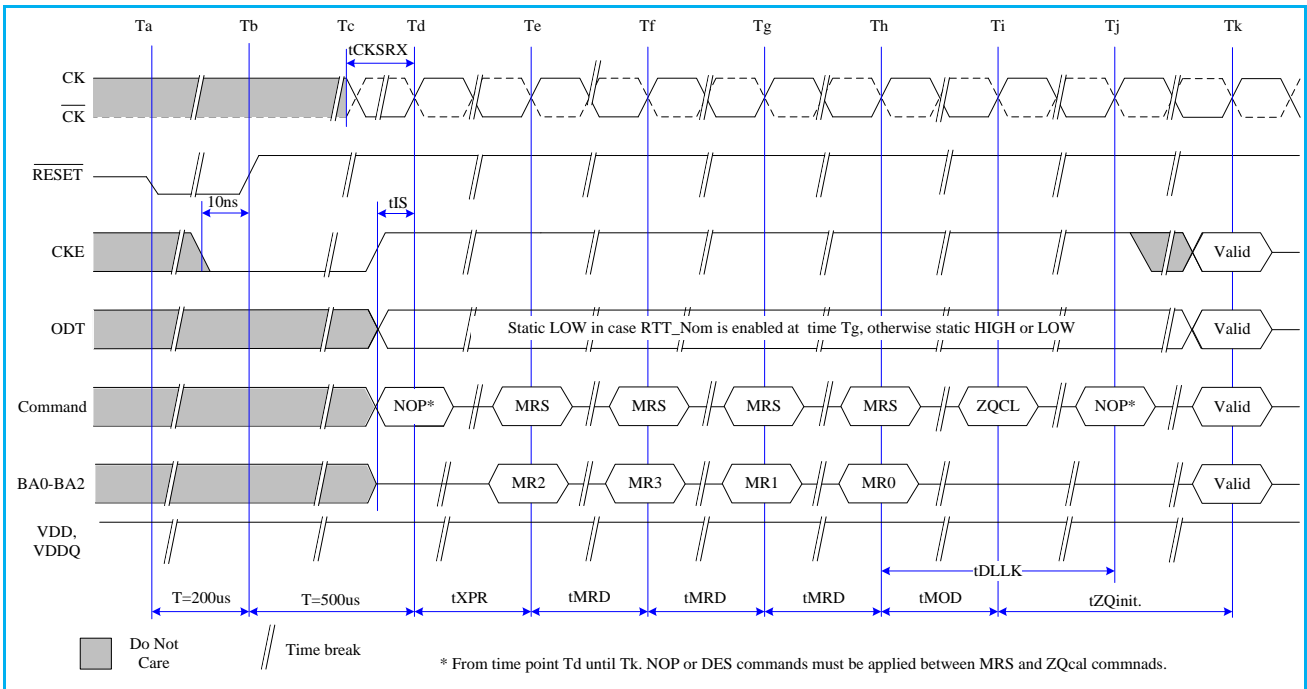 Ta Tb Tc Td Te Tf Tg Th Ti Tj Tk
tCKSRX
CK
CK
RESET
10ns
tIS
CKE
Valid
ODT
Static LOW in case RTT_Nom is enabled at time Tg, otherwise static HIGH or LOW
Valid
Command
NOP* MRS MRS MRS MRS ZQCL NOP* Valid
BA0-BA2
MR2 MR3 MR1 MR0 Valid
VDD,
VDDQ
tDLLK
T=200us T=500us tXPR tMRD tMRD tMRD tMOD tZQinit.
Do Not
Care
Time break
* From time point Td until Tk. NOP or DES commands must be applied between MRS and ZQcal commnads.